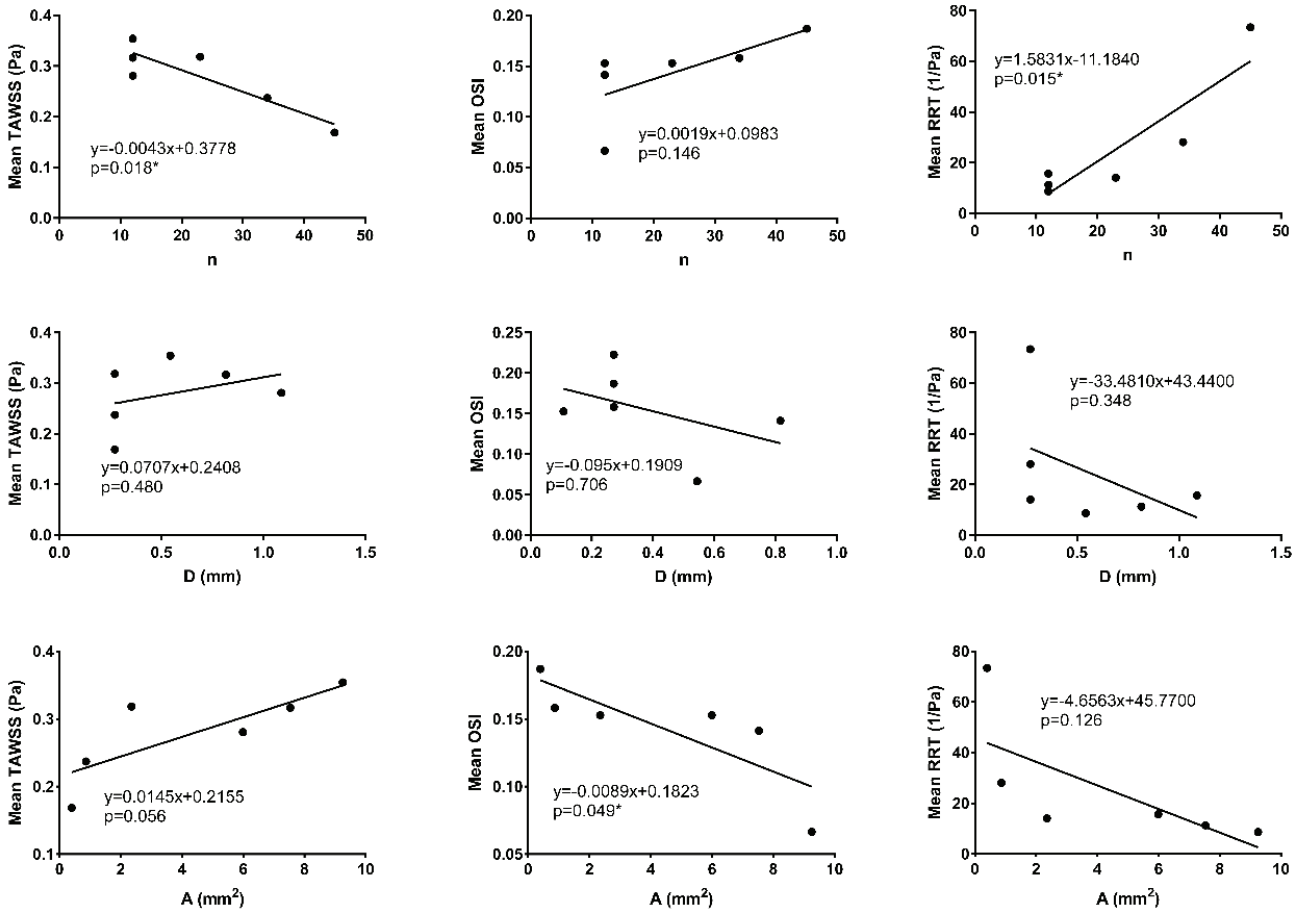 0.4
0.3
0.2
0.1
0.0
Mean TAWSS (Pa)
y=-0.0043x+0.3778
p=0.018*
0 10 20 30 40 50
n
0.20
0.15
0.10
0.05
0.00
Mean OSI
y=0.0019x+0.0983
p=0.146
0 10 20 30 40 50
n
80
60
40
20
0
Mean RRT (1/Pa)
y=1.5831x-11.1840
p=0.015*
0 10 20 30 40 50
n
0.4
0.3
0.2
0.1
0.0
Mean TAWSS (Pa)
y=0.0707x+0.2408
p=0.480
0.0 0.5 1.0 1.5
D (mm)
0.25
0.20
0.15
0.10
0.05
0.00
Mean OSI
y=-0.095x+0.1909
p=0.706
0.0 0.2 0.4 0.6 0.8 1.0
D (mm)
80
60
40
20
0
Mean RRT (1/Pa)
y=-33.4810x+43.4400
p=0.348
0.0 0.5 1.0 1.5
D (mm)
0.4
0.3
0.2
0.1
Mean TAWSS (Pa)
y=0.0145x+0.2155
p=0.056
0 2 4 6 8 10
A (mm²)
0.20
0.15
0.10
0.05
Mean OSI
y=-0.0089x+0.1823
p=0.049*
0 2 4 6 8 10
A (mm²)
80
60
40
20
0
Mean RRT (1/Pa)
y=-4.6563x+45.7700
p=0.126
0 2 4 6 8 10
A (mm²)